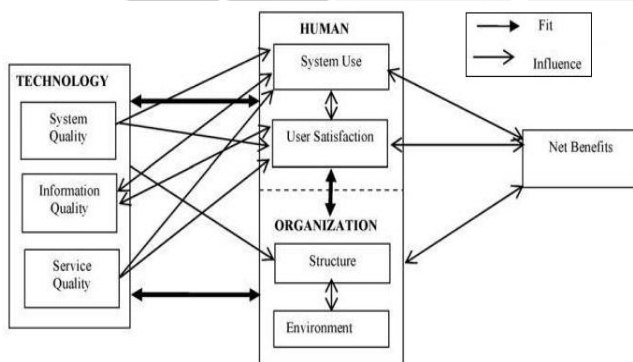 HUMAN
System Use
User Satisfaction
ORGANIZATION
Structure
Environment
TECHNOLOGY
System
Quality
Information
Quality
Service
Quality
Net Benefits
Fit
Influence